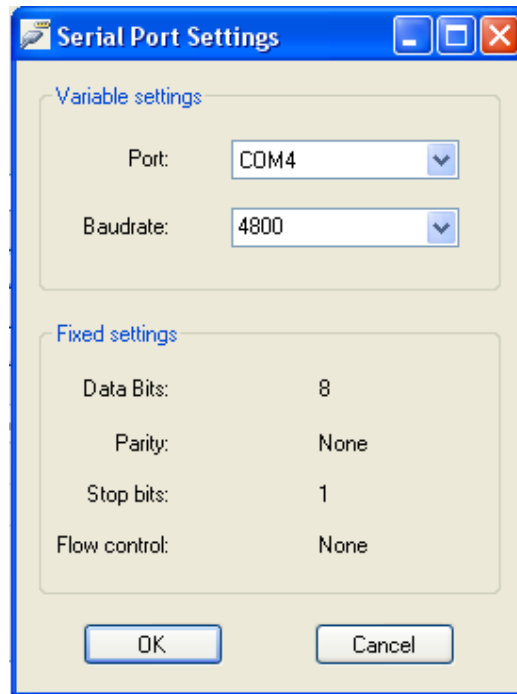 Serial Port Settings
Variable settings
Port: COM4
Baudrate: 4800
Fixed settings
Data Bits: 8
Parity: None
Stop bits: 1
Flow control: None
OK Cancel